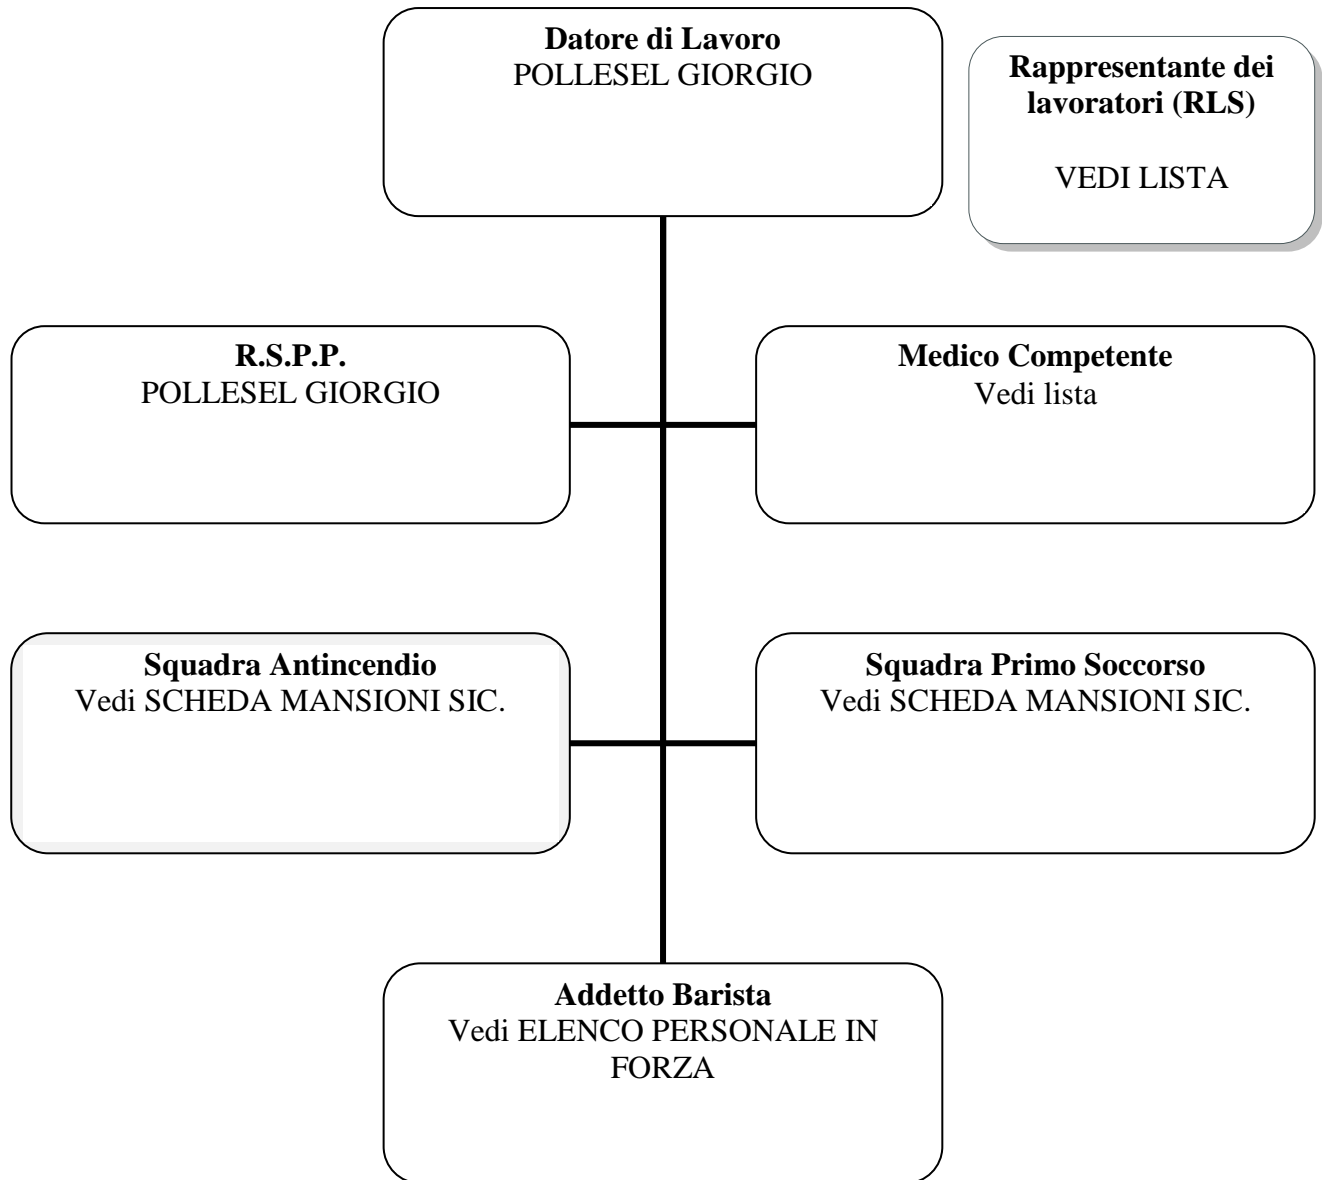 Datore di Lavoro
POLLESEL GIORGIO
Rappresentante dei
lavoratori (RLS)
VEDI LISTA
R.S.P.P.
POLLESEL GIORGIO
Medico Competente
Vedi lista
Squadra Antincendio
Vedi SCHEDA MANSIONI SIC.
Squadra Primo Soccorso
Vedi SCHEDA MANSIONI SIC.
Addetto Barista
Vedi ELENCO PERSONALE IN
FORZA